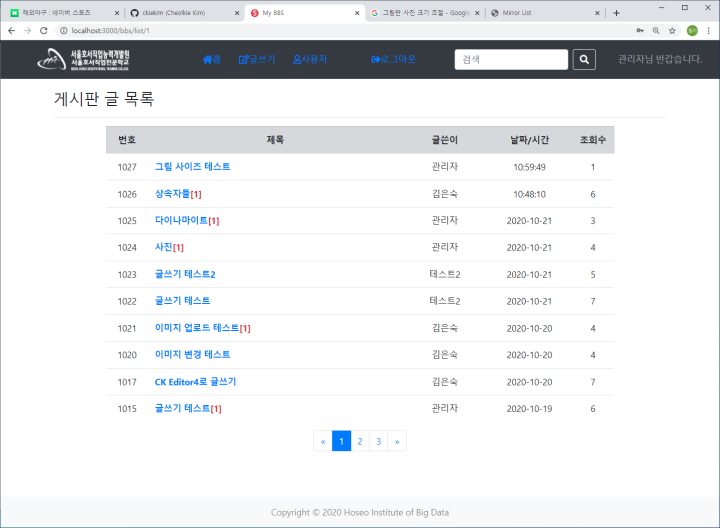 해외야구 : 네이버 스포츠
ckiekim (Cheolkie Kim)
My BBS
그림판 사진 크기 조절 - Google
Mirror List
localhost:3000/bbs/list/1
서울호서직업능력개발원
서울호서직업전문학교
홈 글쓰기 사용자 로그아웃 검색 관리자님 반갑습니다.
게시판 글 목록
번호 제목 글쓴이 날짜/시간 조회수
1027 그림 사이즈 테스트 관리자 10:59:49 1
1026 상속자들[1] 김은숙 10:48:10 6
1025 다이나마이트[1] 관리자 2020-10-21 3
1024 사진[1] 관리자 2020-10-21 4
1023 글쓰기 테스트2 테스트2 2020-10-21 5
1022 글쓰기 테스트 테스트2 2020-10-21 7
1021 이미지 업로드 테스트[1] 김은숙 2020-10-20 4
1020 이미지 변경 테스트 김은숙 2020-10-20 4
1017 CK Editor4로 글쓰기 김은숙 2020-10-20 7
1015 글쓰기 테스트[1] 관리자 2020-10-19 6
« 1 2 3 »
Copyright © 2020 Hoseo Institute of Big Data